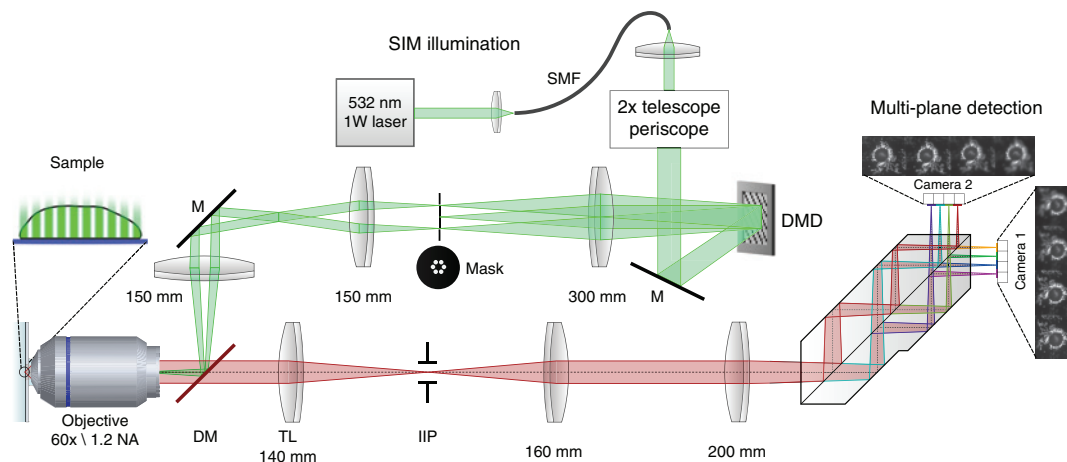 SIM illumination
SMF
532 nm
1W laser
2x telescope
periscope
Multi-plane detection
Sample
Camera 2
M
DMD
Camera 1
Mask
150 mm
150 mm
300 mm
M
Objective
60x \ 1.2 NA
DM
TL
140 mm
IIP
160 mm
200 mm